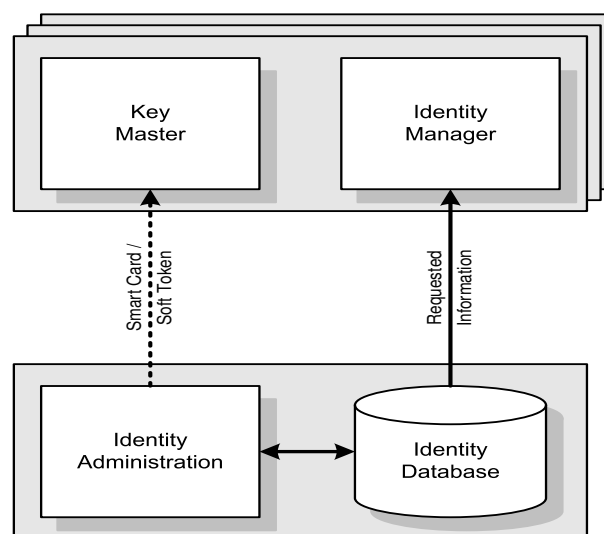 Key
Master
Identity
Manager
Smart Card /
Soft Token
Requested
Information
Identity
Administration
Identity
Database